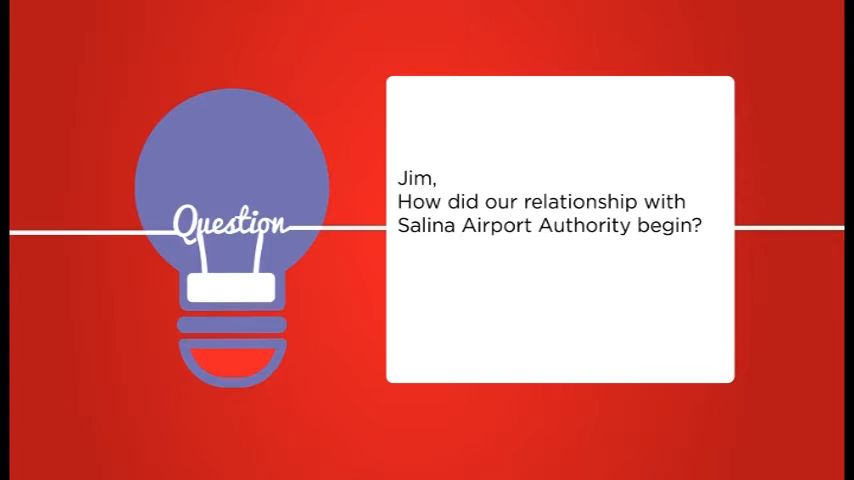 Question
Jim,
How did our relationship with
Salina Airport Authority begin?